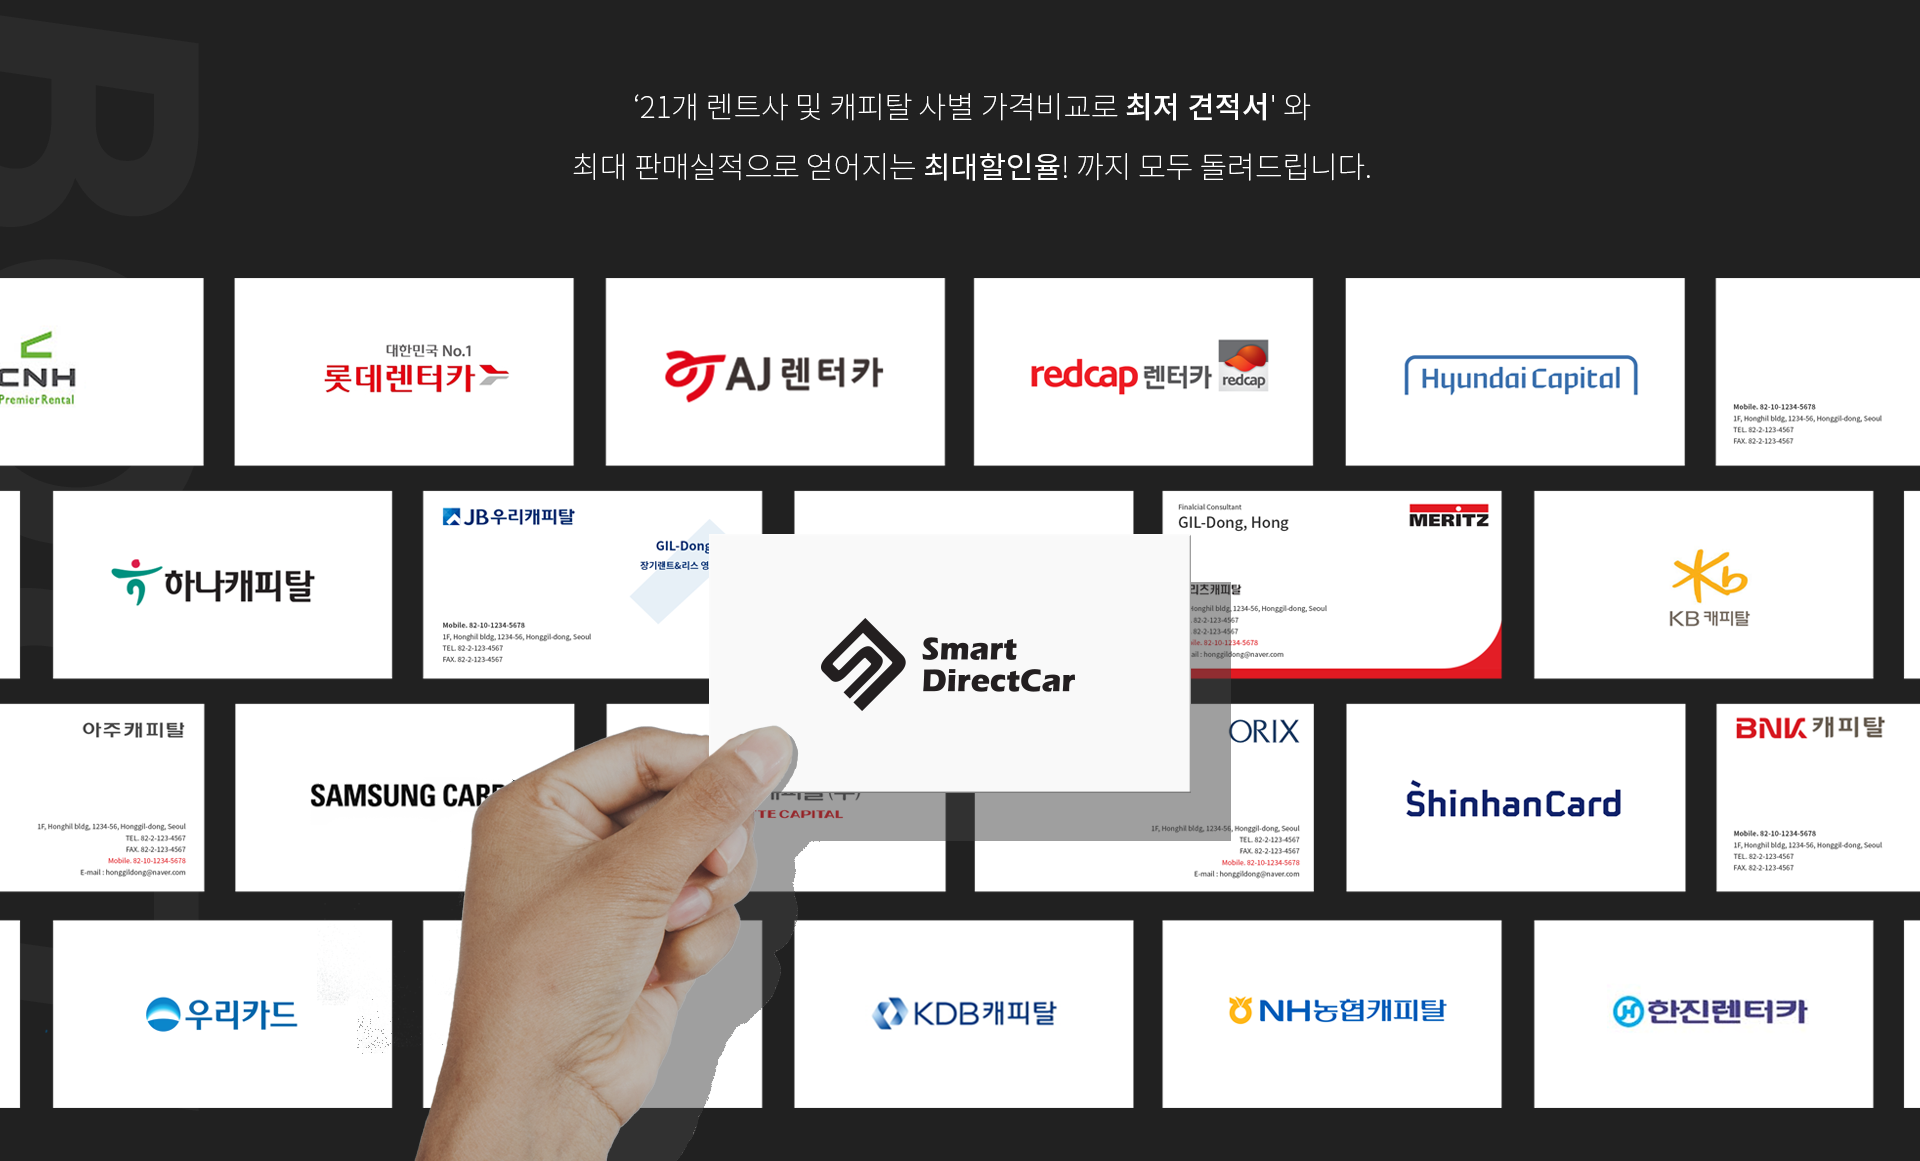 ‘21개 렌트사 및 캐피탈 사별 가격비교로 최저 견적서' 와
최대 판매실적으로 얻어지는 최대할인율! 까지 모두 돌려드립니다.
CNH
Premier Rental
대한민국 No.1
롯데렌터카
AJ렌터카
redcap 렌터카
redcap
Hyundai Capital
Mobile. 82-10-1234-5678
1F, Honghil bldg, 1234-56, Honggil-dong, Seoul
TEL. 82-2-123-4567
FAX. 82-2-123-4567
하나캐피탈
JB우리캐피탈
GIL-Dong
장기렌트&리스 영
Mobile. 82-10-1234-5678
1F, Honghil bldg, 1234-56, Honggil-dong, Seoul
TEL. 82-2-123-4567
FAX. 82-2-123-4567
Smart
DirectCar
Finalcial Consultant
GIL-Dong, Hong
MERITZ
리츠캐피탈
Honghil bldg, 1234-56, Honggil-dong, Seoul
. 82-2-123-4567
82-2-123-4567
ile. 82-10-1234-5678
ail : honggildong@naver.com
KB 캐피탈
아주캐피탈
1F, Honghil bldg, 1234-56, Honggil-dong, Seoul
TEL. 82-2-123-4567
FAX. 82-2-123-4567
Mobile. 82-10-1234-5678
E-mail : honggildong@naver.com
SAMSUNG CARD
TE CAPITAL
ORIX
1F, Honghil bldg, 1234-56, Honggil-dong, Seoul
TEL. 82-2-123-4567
FAX. 82-2-123-4567
Mobile. 82-10-1234-5678
E-mail : honggildong@naver.com
ShinhanCard
BNK 캐피탈
Mobile. 82-10-1234-5678
1F, Honghil bldg, 1234-56, Honggil-dong, Seoul
TEL. 82-2-123-4567
FAX. 82-2-123-4567
우리카드
KDB캐피탈
NH농협캐피탈
한진렌터카